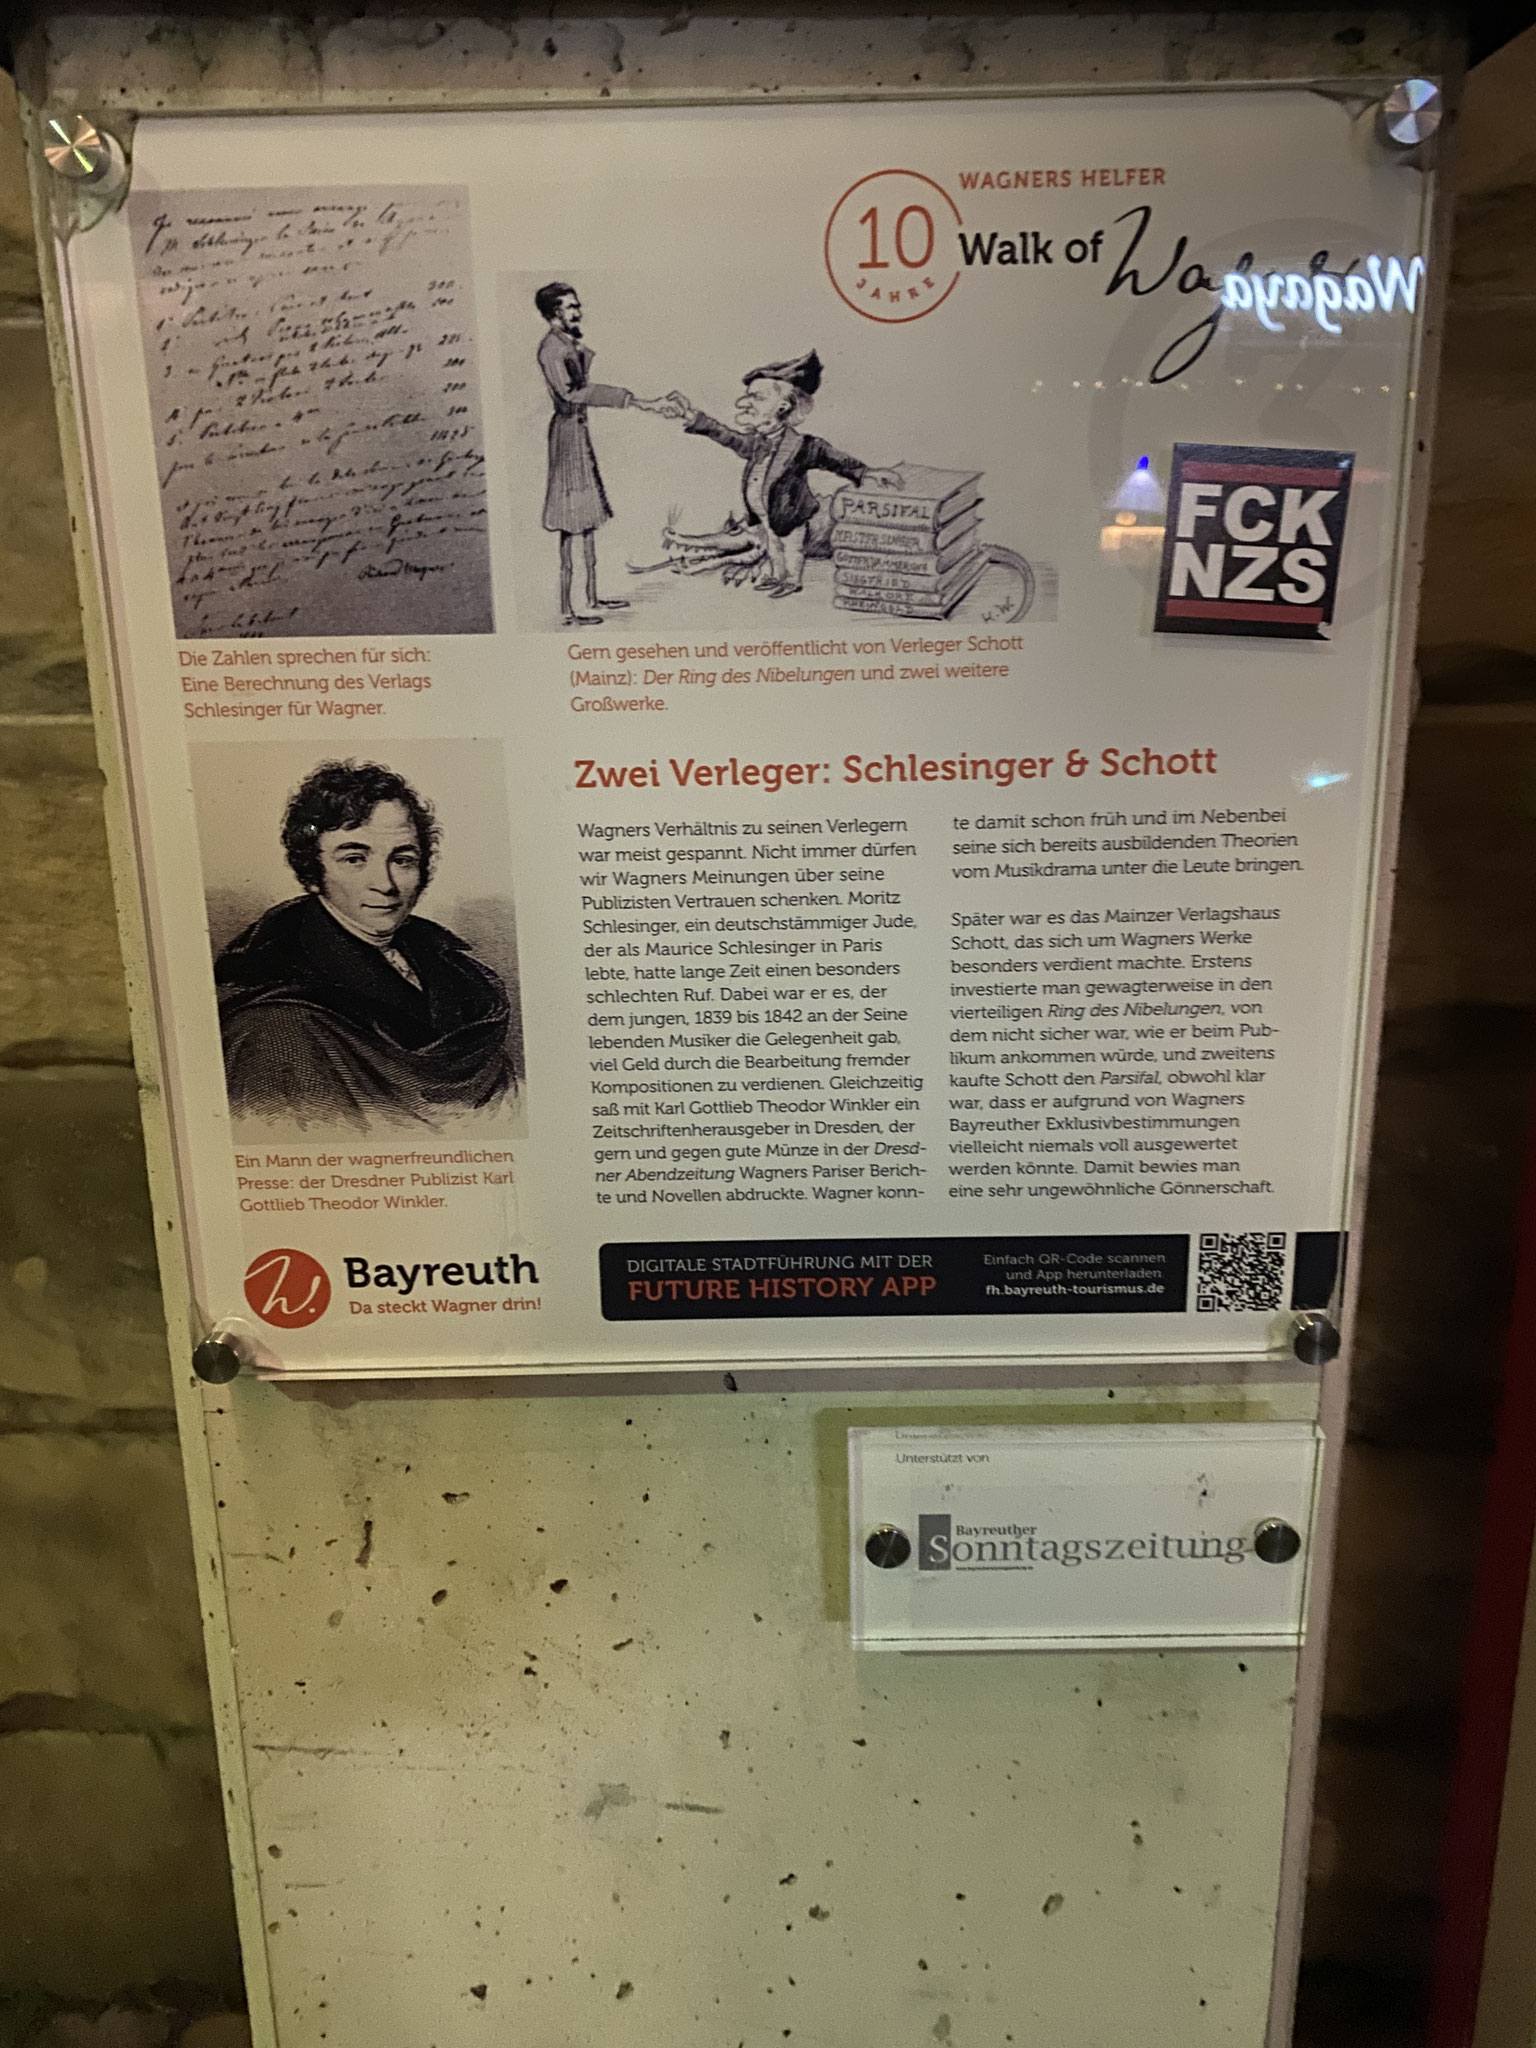 WAGNERS HELFER
10
JAHRE
Walk of
Wagaya
FCK
NZS
300.
PARSIFAL
SIEGFRIED
WALKÜRE
RHEINGOLD
K.W.
Die Zahlen sprechen für sich:
Eine Berechnung des Verlags
Schlesinger für Wagner.
Gern gesehen und veröffentlicht von Verleger Schott
(Mainz): Der Ring des Nibelungen und zwei weitere
Großwerke.
Zwei Verleger: Schlesinger & Schott
Wagners Verhältnis zu seinen Verlegern
war meist gespannt. Nicht immer dürfen
wir Wagners Meinungen über seine
Publizisten Vertrauen schenken. Moritz
Schlesinger, ein deutschstämmiger Jude,
der als Maurice Schlesinger in Paris
lebte, hatte lange Zeit einen besonders
schlechten Ruf. Dabei war er es, der
dem jungen, 1839 bis 1842 an der Seine
lebenden Musiker die Gelegenheit gab,
viel Geld durch die Bearbeitung fremder
Kompositionen zu verdienen. Gleichzeitig
saß mit Karl Gottlieb Theodor Winkler ein
Zeitschriftenherausgeber in Dresden, der
gern und gegen gute Münze in der Dresd-
ner Abendzeitung Wagners Pariser Berich-
te und Novellen abdruckte. Wagner konn-
te damit schon früh und im Nebenbei
seine sich bereits ausbildenden Theorien
vom Musikdrama unter die Leute bringen.
Später war es das Mainzer Verlagshaus
Schott, das sich um Wagners Werke
besonders verdient machte. Erstens
investierte man gewagterweise in den
vierteiligen Ring des Nibelungen, von
dem nicht sicher war, wie er beim Pub-
likum ankommen würde, und zweitens
kaufte Schott den Parsifal, obwohl klar
war, dass er aufgrund von Wagners
Bayreuther Exklusivbestimmungen
vielleicht niemals voll ausgewertet
werden könnte. Damit bewies man
eine sehr ungewöhnliche Gönnerschaft.
Ein Mann der wagnerfreundlichen
Presse: der Dresdner Publizist Karl
Gottlieb Theodor Winkler.
W.
Bayreuth
Da steckt Wagner drin!
DIGITALE STADTFÜHRUNG MIT DER
FUTURE HISTORY APP
Einfach QR-Code scannen
und App herunterladen
fh.bayreuth-tourismus.de
Unterstützt von
Bayreuther
Sonntagszeitung